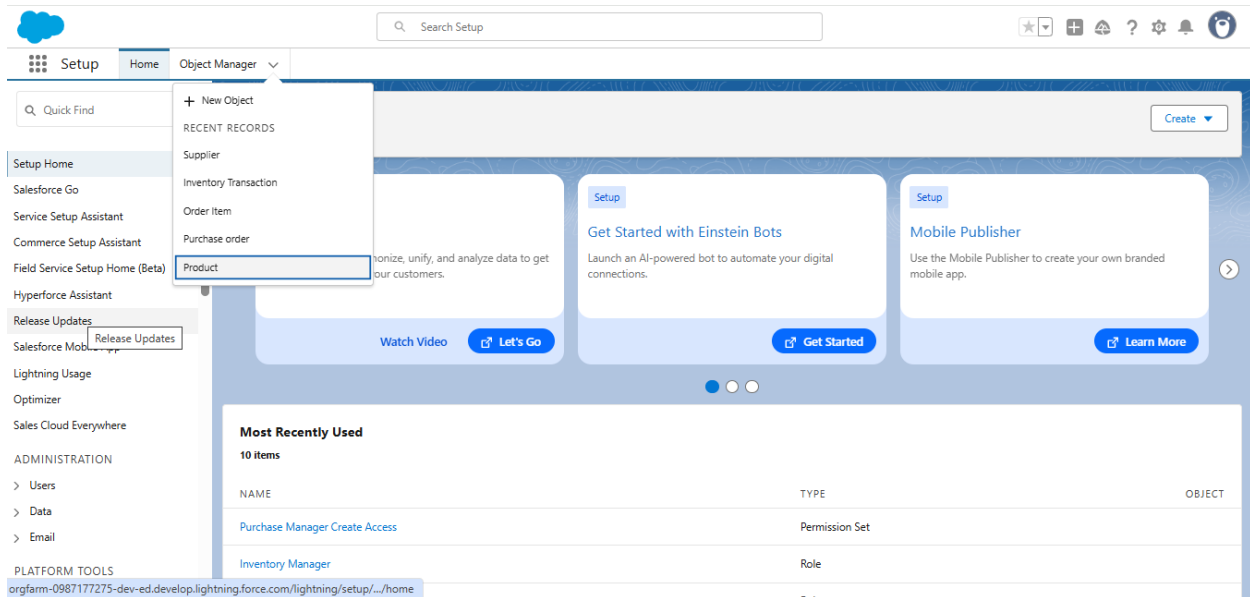 Search Setup
Setup
Home
Object Manager
Quick Find
New Object
RECENT RECORDS
Supplier
Inventory Transaction
Order Item
Purchase order
Product
Create
Setup Home
Salesforce Go
Service Setup Assistant
Commerce Setup Assistant
Field Service Setup Home (Beta)
Hyperforce Assistant
Release Updates
Release Updates
Lightning Usage
Optimizer
Sales Cloud Everywhere
ADMINISTRATION
Users
Data
Email
PLATFORM TOOLS
unify, and analyze data to get
customers.
Watch Video
Let's Go
Setup
Get Started with Einstein Bots
Launch an AI-powered bot to automate your digital
connections.
Get Started
Setup
Mobile Publisher
Use the Mobile Publisher to create your own branded
mobile app.
Learn More
Most Recently Used
10 items
NAME
TYPE
OBJECT
Purchase Manager Create Access
Permission Set
Inventory Manager
Role
orgfarm-0987177275-dev-ed.develop.lightning.force.com/lightning/setup/.../home